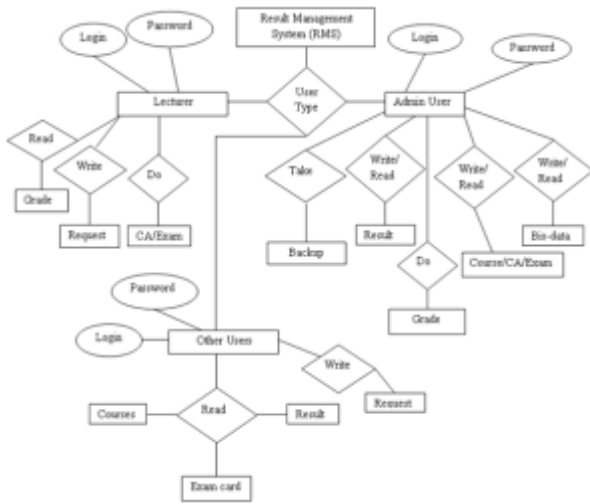 Result Management
System (RMS)
Password
Login
Login
Password
Lecturer
User
Type
Admin User
Read
Write
Do
Take
Write/
Read
Write/
Read
Write/
Read
Grade
Request
CA/Exam
Backup
Result
Course/CA/Exam
Bio-data
Do
Grade
Password
Login
Other Users
Write
Request
Courses
Read
Result
Exam card